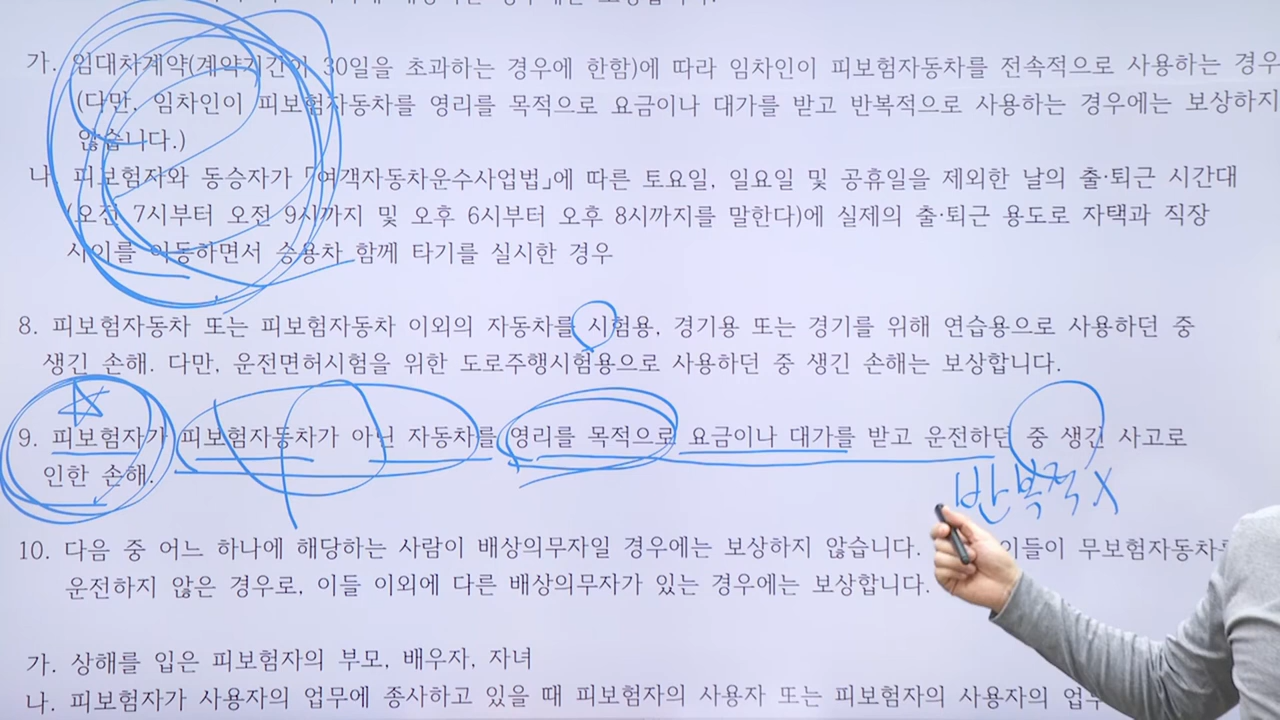 가. 임대차계약(계약기간이 30일을 초과하는 경우에 한함)에 따라 임차인이 피보험자동차를 전속적으로 사용하는 경우
(다만, 임차인이 피보험자동차를 영리를 목적으로 요금이나 대가를 받고 반복적으로 사용하는 경우에는 보상하지
않습니다.)
나. 피보험자와 동승자가 「여객자동차운수사업법」에 따른 토요일, 일요일 및 공휴일을 제외한 날의 출·퇴근 시간대
(오전 7시부터 오전 9시까지 및 오후 6시부터 오후 8시까지를 말한다)에 실제의 출·퇴근 용도로 자택과 직장
사이를 이동하면서 승용차 함께 타기를 실시한 경우
8. 피보험자동차 또는 피보험자동차 이외의 자동차를 시험용, 경기용 또는 경기를 위해 연습용으로 사용하던 중
생긴 손해. 다만, 운전면허시험을 위한 도로주행시험용으로 사용하던 중 생긴 손해는 보상합니다.
9. 피보험자가 피보험자동차가 아닌 자동차를 영리를 목적으로 요금이나 대가를 받고 운전하던 중 생긴 사고로
인한 손해.
반복적 X
10. 다음 중 어느 하나에 해당하는 사람이 배상의무자일 경우에는 보상하지 않습니다. 이들이 무보험자동차를
운전하지 않은 경우로, 이들 이외에 다른 배상의무자가 있는 경우에는 보상합니다.
가. 상해를 입은 피보험자의 부모, 배우자, 자녀
나. 피보험자가 사용자의 업무에 종사하고 있을 때 피보험자의 사용자 또는 피보험자의 사용자의